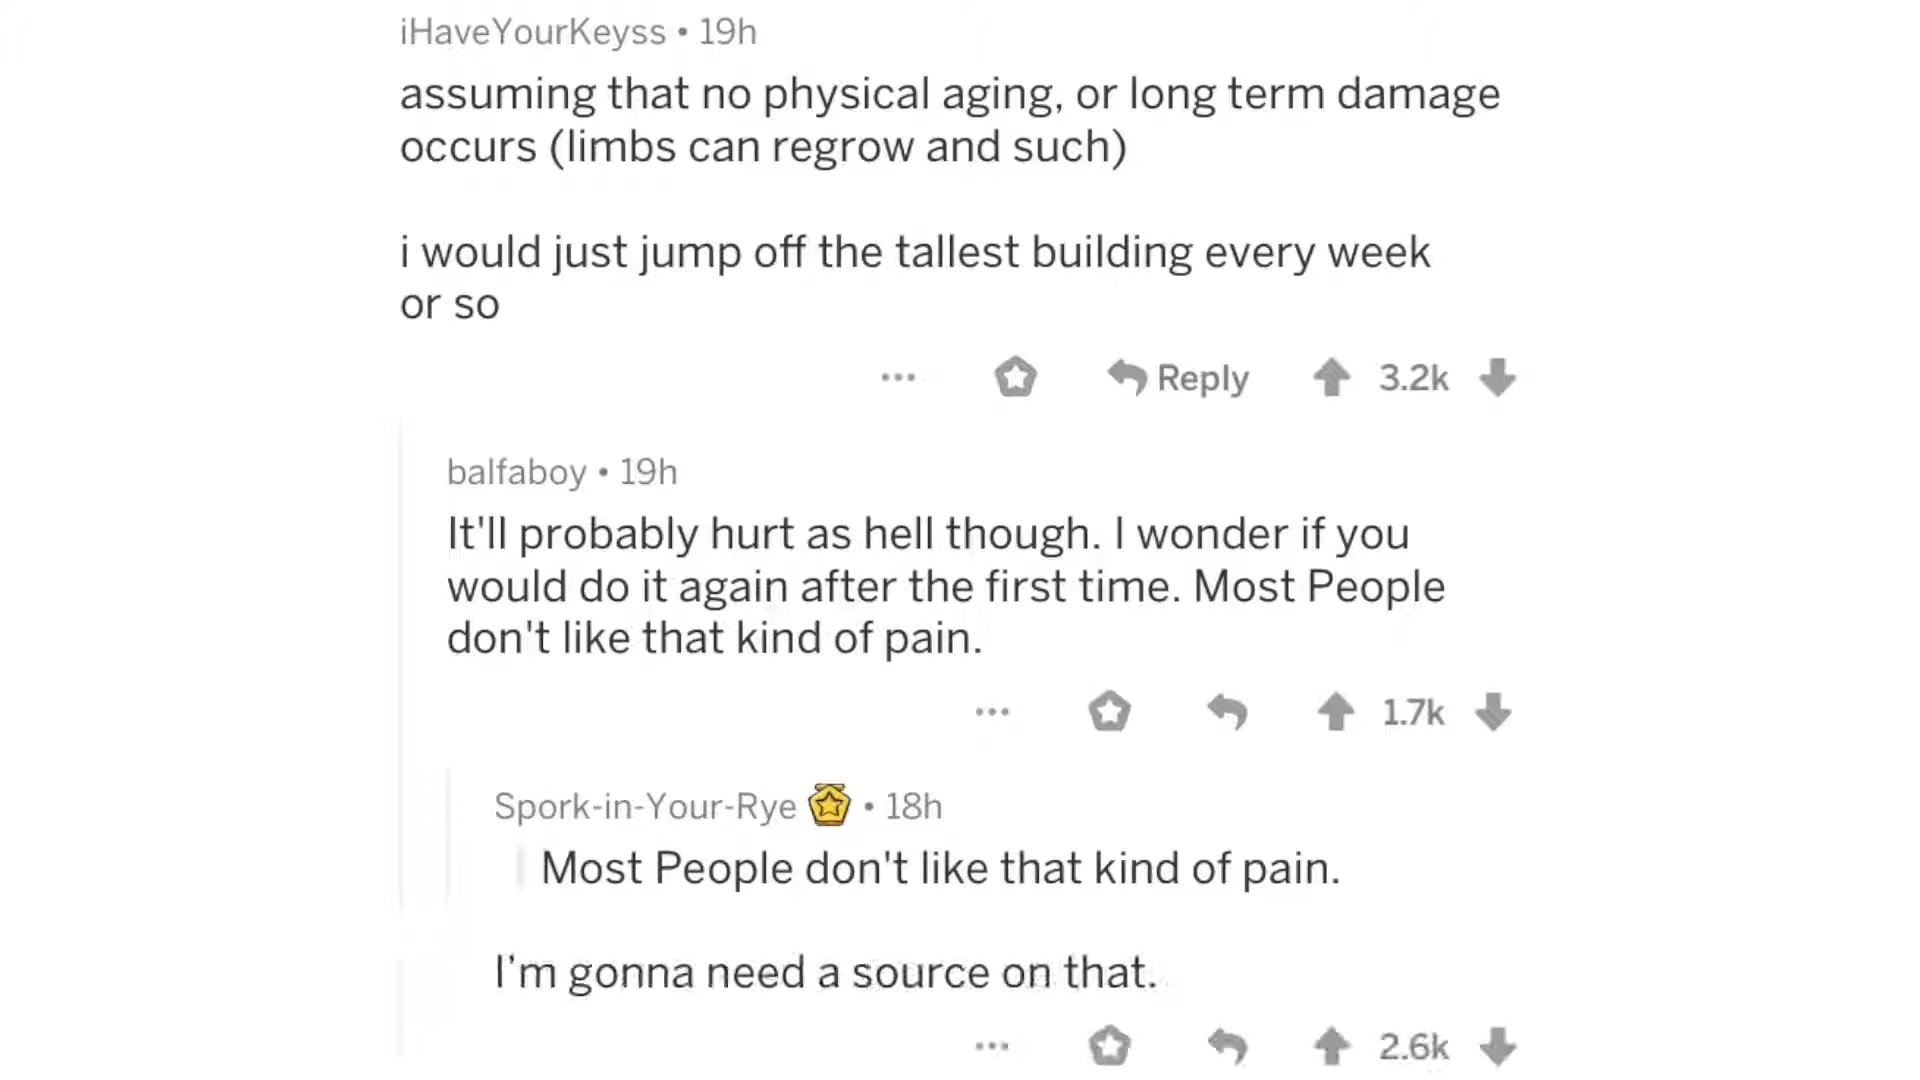 iHaveYourKeyss • 19h
assuming that no physical aging, or long term damage
occurs (limbs can regrow and such)
i would just jump off the tallest building every week
or so
... Reply 3.2k
balfaboy • 19h
It'll probably hurt as hell though. I wonder if you
would do it again after the first time. Most People
don't like that kind of pain.
... 1.7k
Spork-in-Your-Rye • 18h
Most People don't like that kind of pain.
I'm gonna need a source on that.
... 2.6k